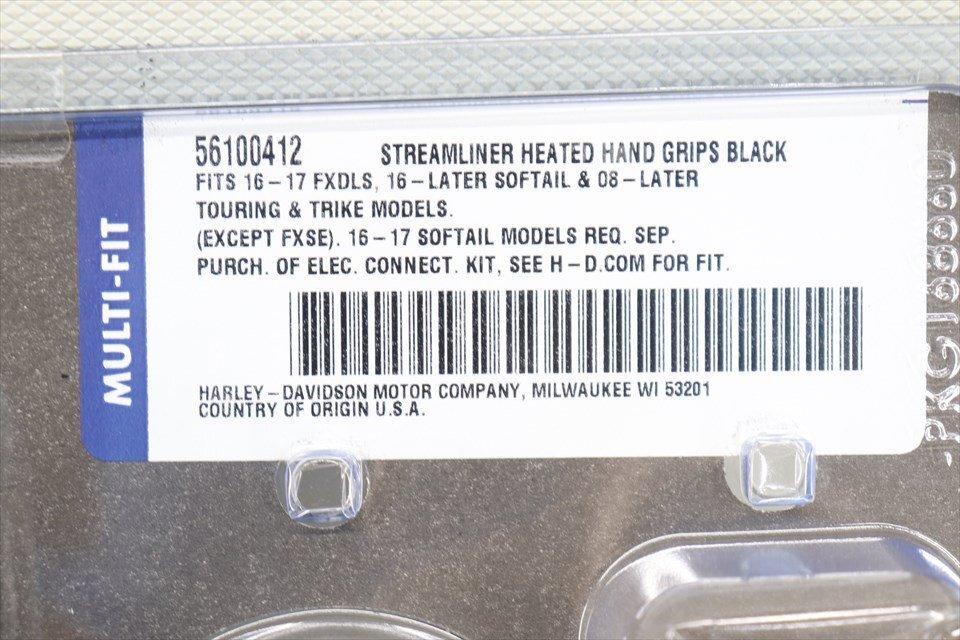 MULTI-FIT
56100412 STREAMLINER HEATED HAND GRIPS BLACK
FITS 16-17 FXDLS, 16-LATER SOFTAIL & 08-LATER
TOURING & TRIKE MODELS.
(EXCEPT FXSE). 16-17 SOFTAIL MODELS REQ. SEP.
PURCH. OF ELEC. CONNECT. KIT, SEE H-D.COM FOR FIT.
HARLEY-DAVIDSON MOTOR COMPANY, MILWAUKEE WI 53201
COUNTRY OF ORIGIN U.S.A.